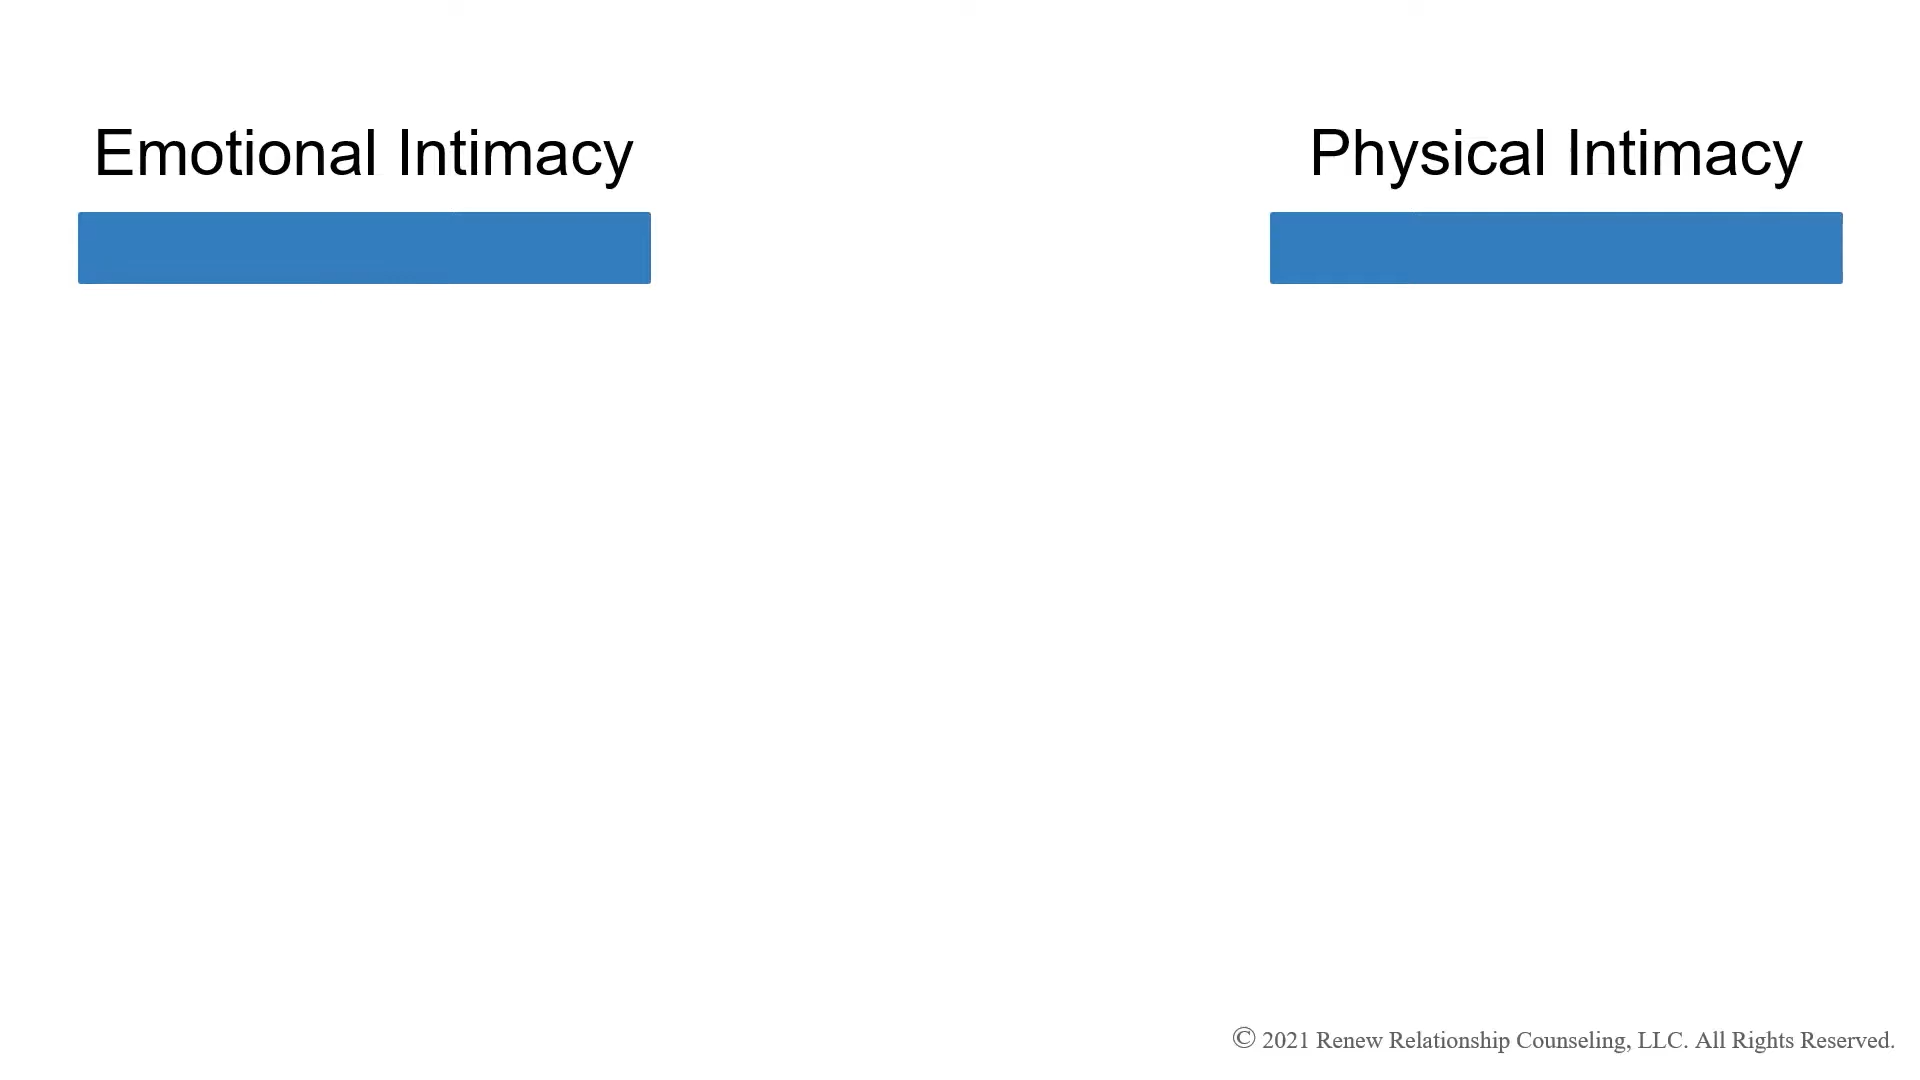 Emotional Intimacy
Physical Intimacy
© 2021 Renew Relationship Counseling, LLC. All Rights Reserved.